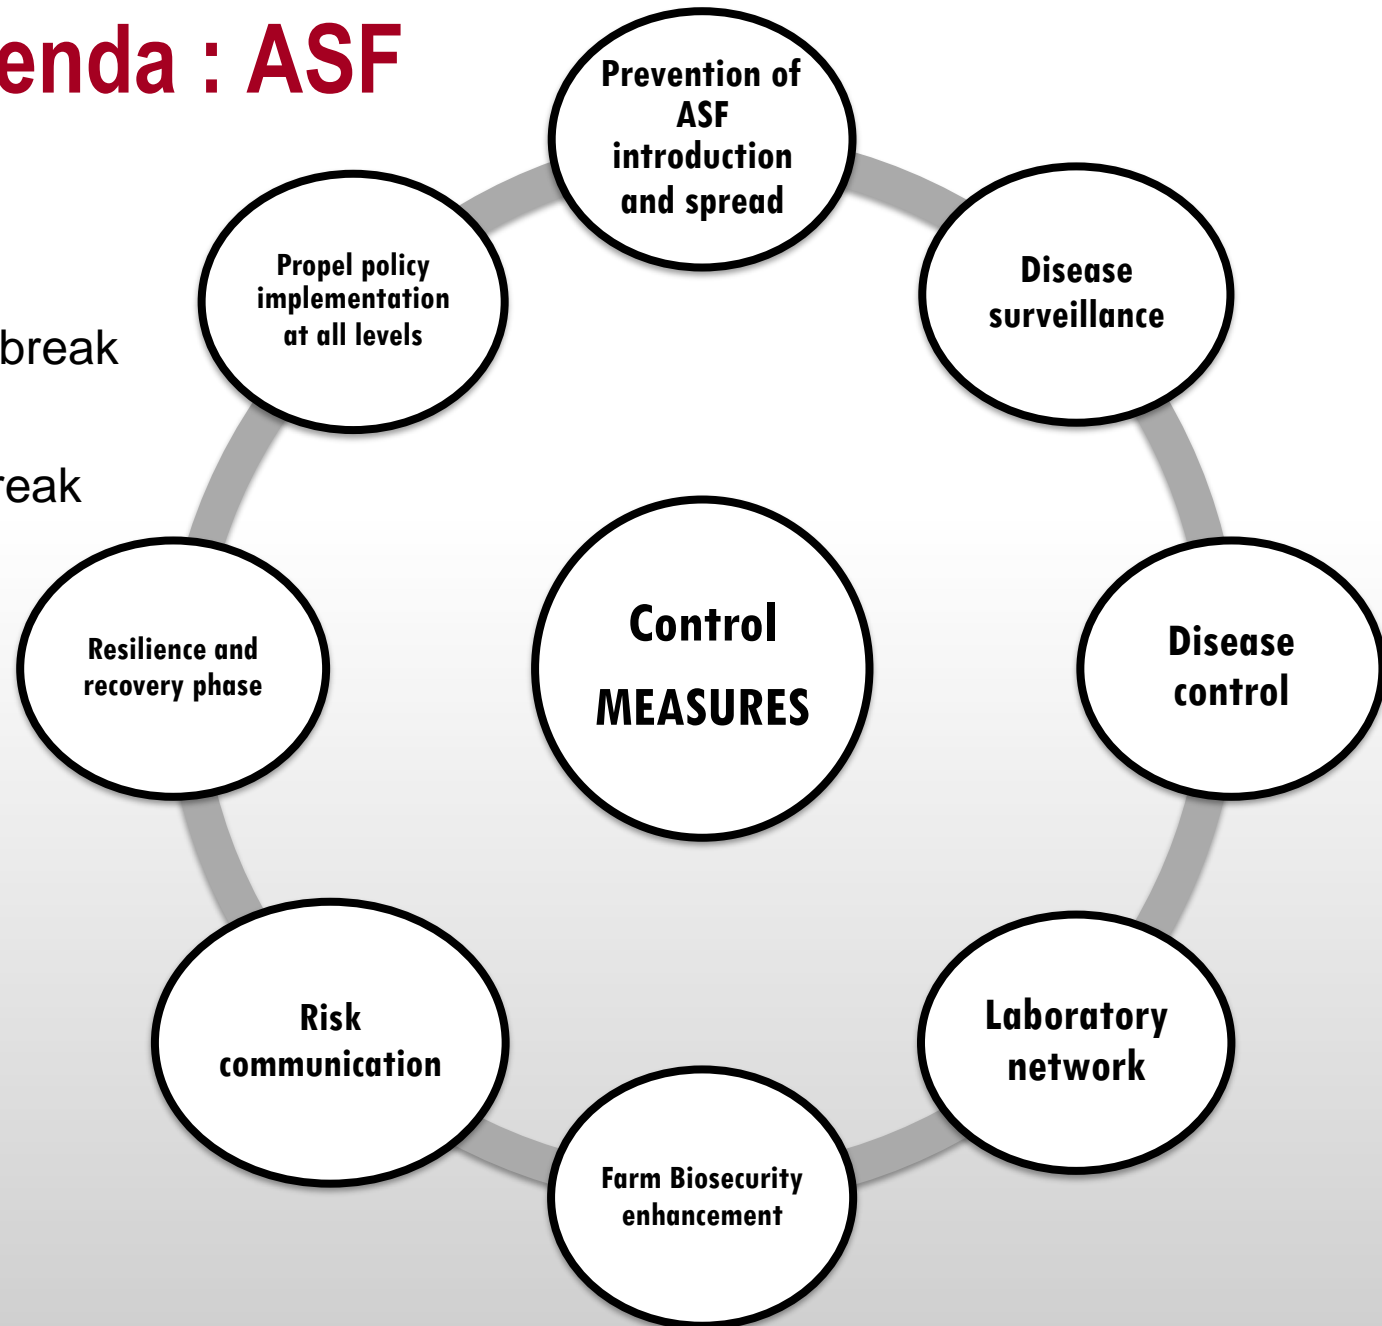 enda : ASF
break
reak
Prevention of
ASF
introduction
and spread
Disease
surveillance
Disease
control
Laboratory
network
Farm Biosecurity
enhancement
Risk
communication
Resilience and
recovery phase
Propel policy
implementation
at all levels
Control
MEASURES